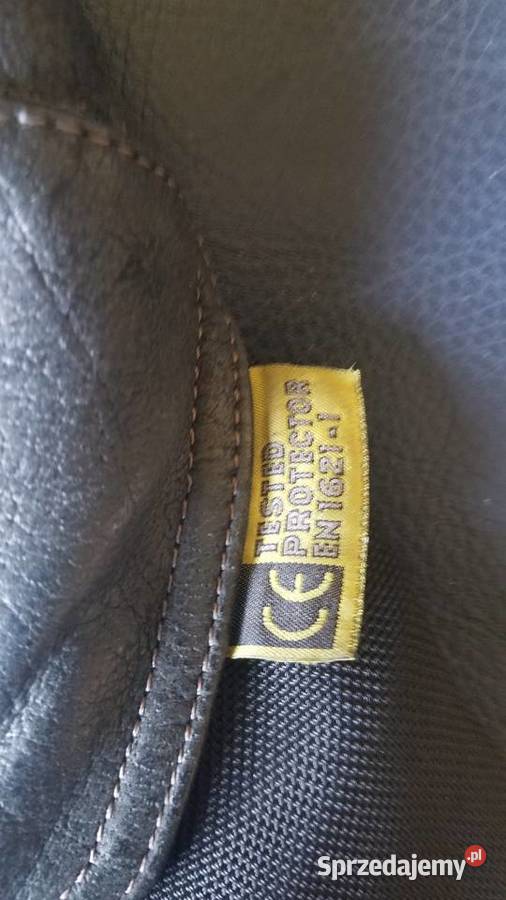 TESTED
PROTECTOR
EN 1621-1
CE
Sprzedajemy.pl